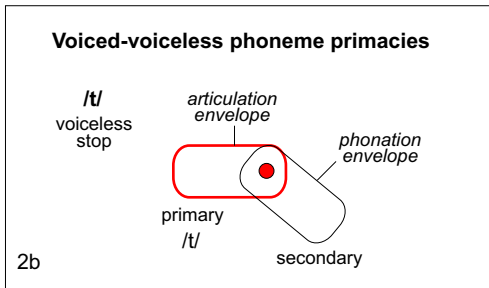 Voiced-voiceless phoneme primacies
/t/
voiceless
stop
articulation
envelope
phonation
envelope
primary
/t/
secondary
2b